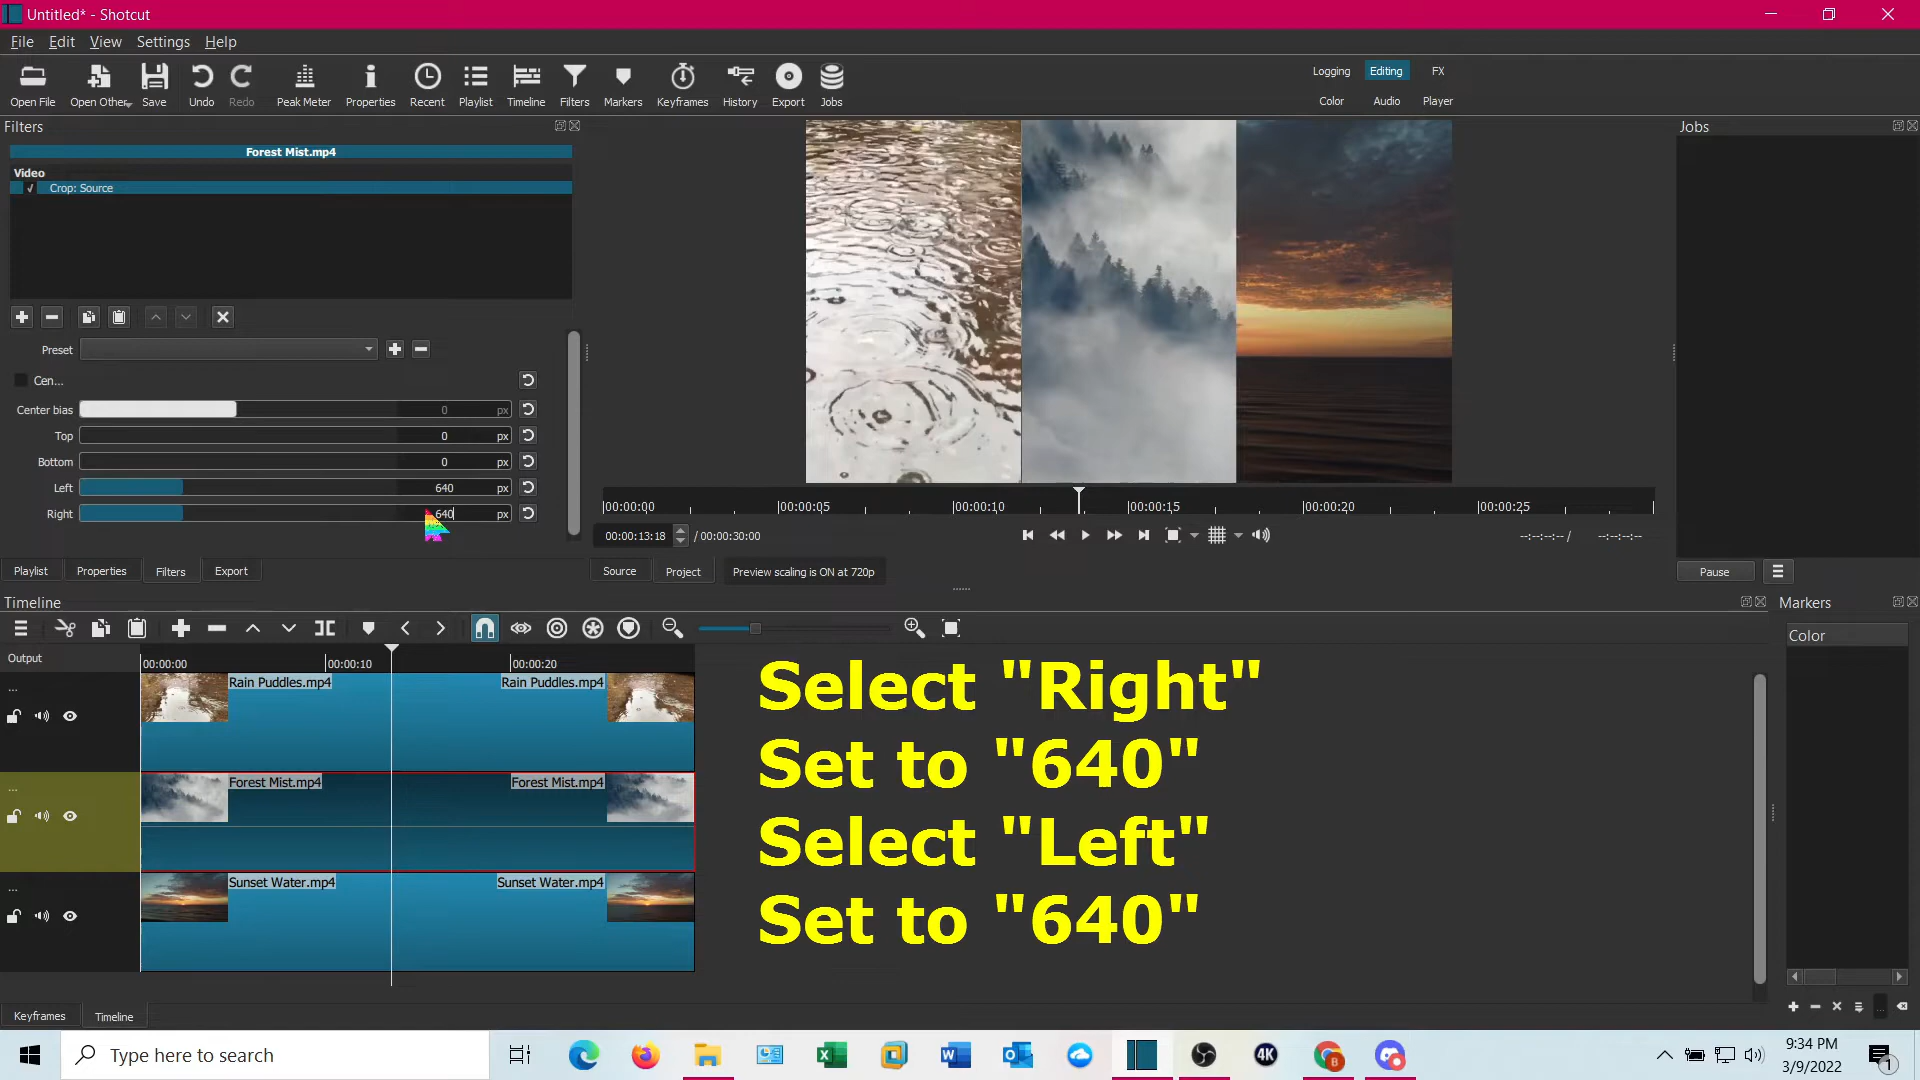 Untitled* - Shotcut
File Edit View Settings Help
Open File Open Other... Save Undo Redo Peak Meter Properties Recent Playlist Timeline Filters Markers Keyframes History Export Jobs
Logging Editing FX
Color Audio Player
Filters
Forest Mist.mp4
Video
Crop: Source
Preset
Cen...
Center bias 0 px
Top 0 px
Bottom 0 px
Left 640 px
Right 640 px
Playlist Properties Filters Export
00:00:00 00:00:05 00:00:10 00:00:15 00:00:20 00:00:25
00:00:13:18 / 00:00:30:00
--:--:--:-- / --:--:--:--
Source Project Preview scaling is ON at 720p
Jobs
Pause
Timeline
Output
00:00:00 00:00:10 00:00:20
...
Rain Puddles.mp4 Rain Puddles.mp4
...
Forest Mist.mp4 Forest Mist.mp4
...
Sunset Water.mp4 Sunset Water.mp4
Select "Right"
Set to "640"
Select "Left"
Set to "640"
Markers
Color
...
Keyframes Timeline
Type here to search
4K
B
9:34 PM
3/9/2022
1